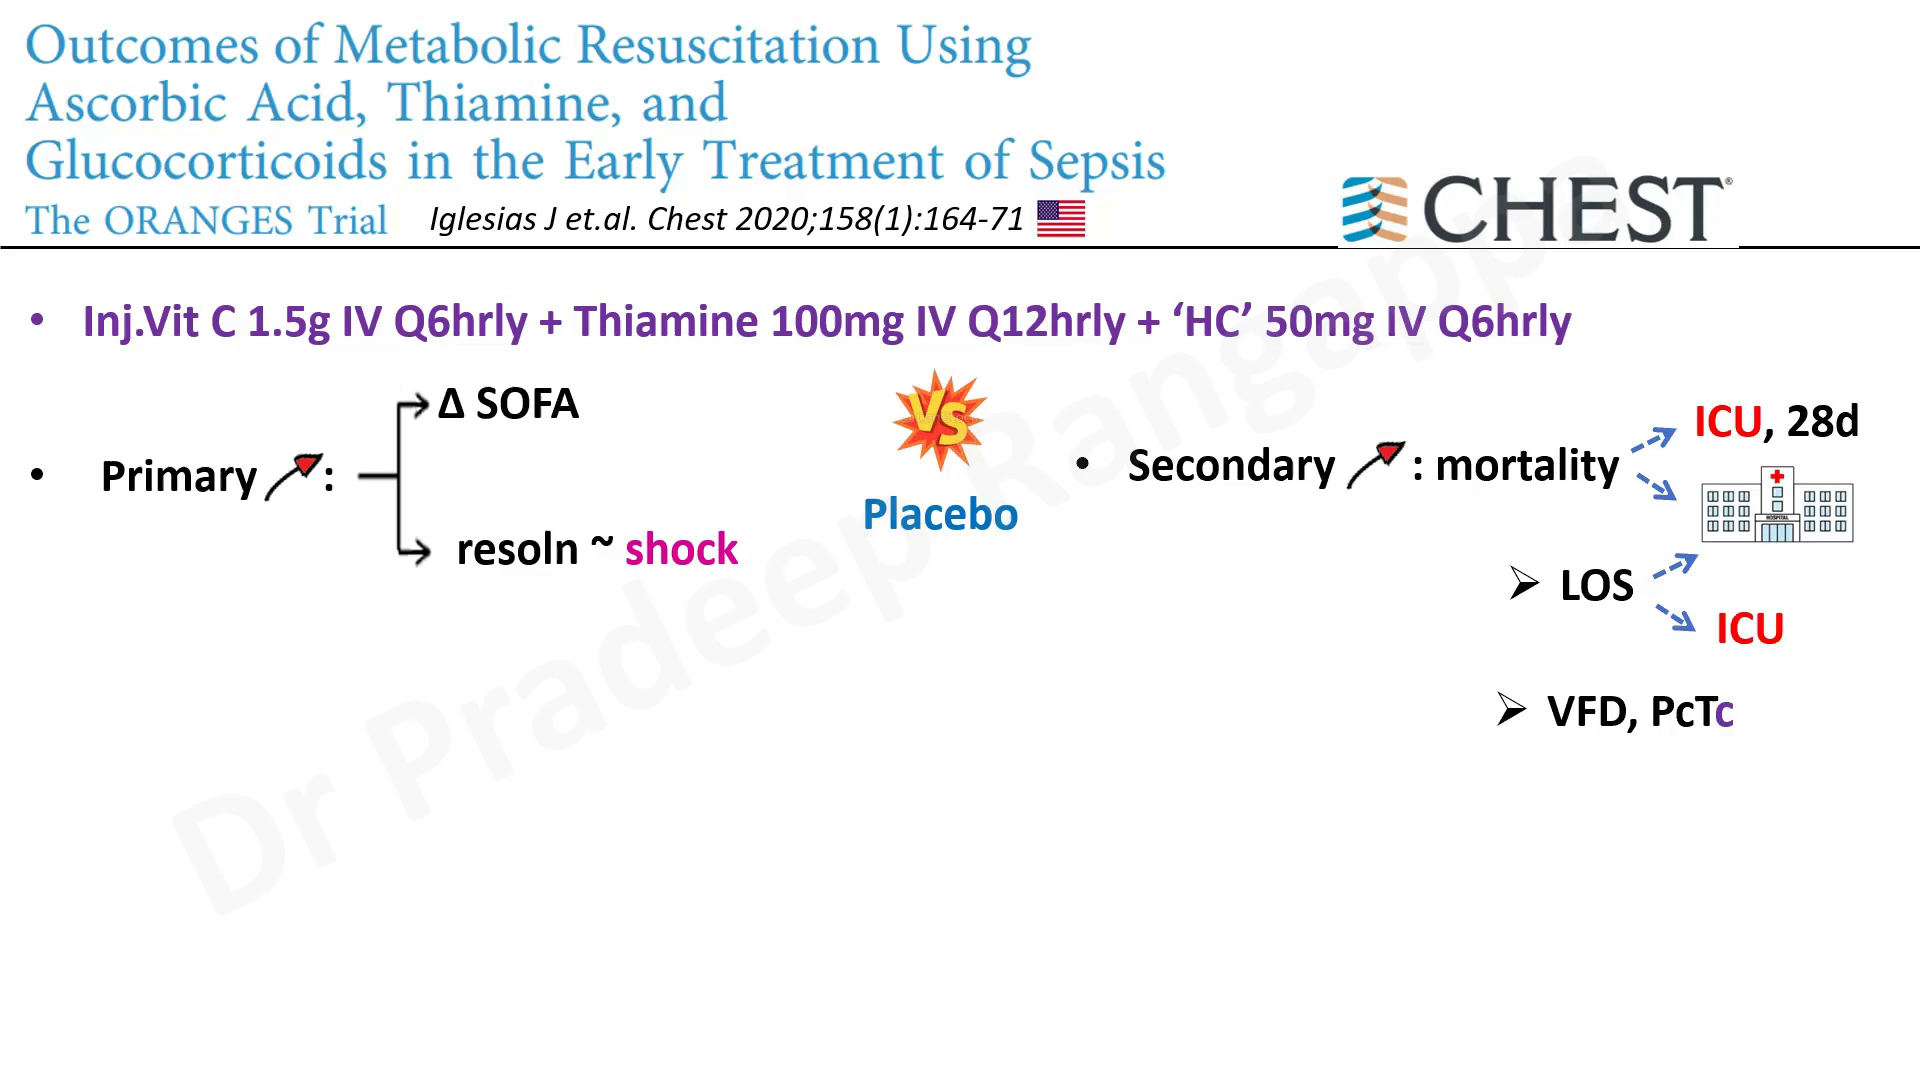 Outcomes of Metabolic Resuscitation Using
Ascorbic Acid, Thiamine, and
Glucocorticoids in the Early Treatment of Sepsis
The ORANGES Trial Iglesias J et.al. Chest 2020;158(1):164-71
CHEST®
• Inj.Vit C 1.5g IV Q6hrly + Thiamine 100mg IV Q12hrly + ‘HC’ 50mg IV Q6hrly
• Primary :
Δ SOFA
resoln ~ shock
VS
Placebo
• Secondary : mortality
ICU, 28d
HOSPITAL
➢ LOS
ICU
➢ VFD, PcTc
Dr Pradeep Rangappa